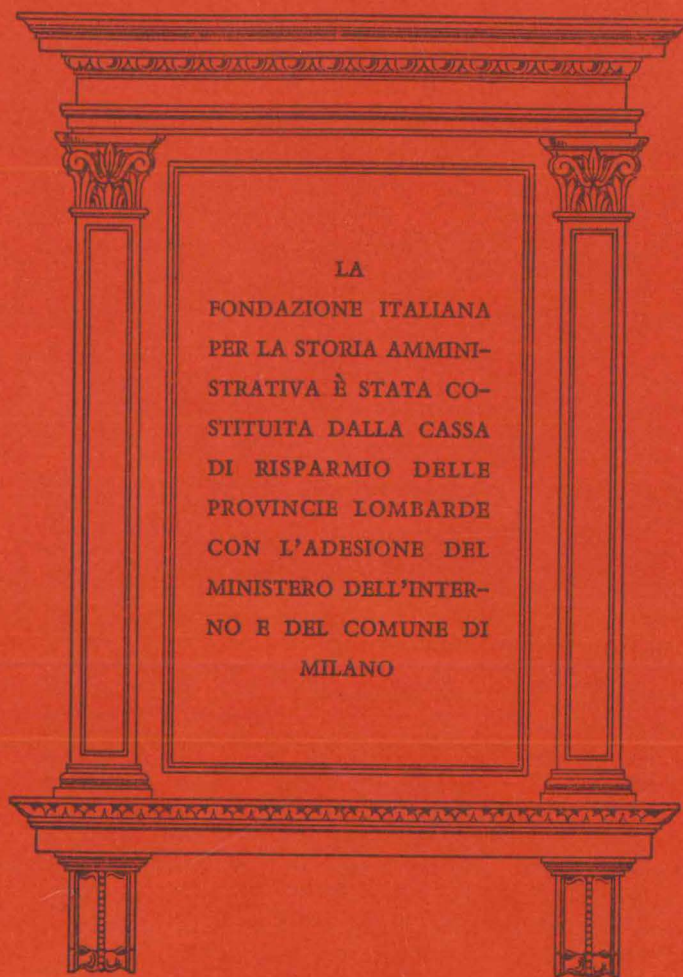 LA
FONDAZIONE ITALIANA
PER LA STORIA AMMINI-
STRATIVA È STATA CO-
STITUITA DALLA CASSA
DI RISPARMIO DELLE
PROVINCIE LOMBARDE
CON L'ADESIONE DEL
MINISTERO DELL'INTER-
NO E DEL COMUNE DI
MILANO